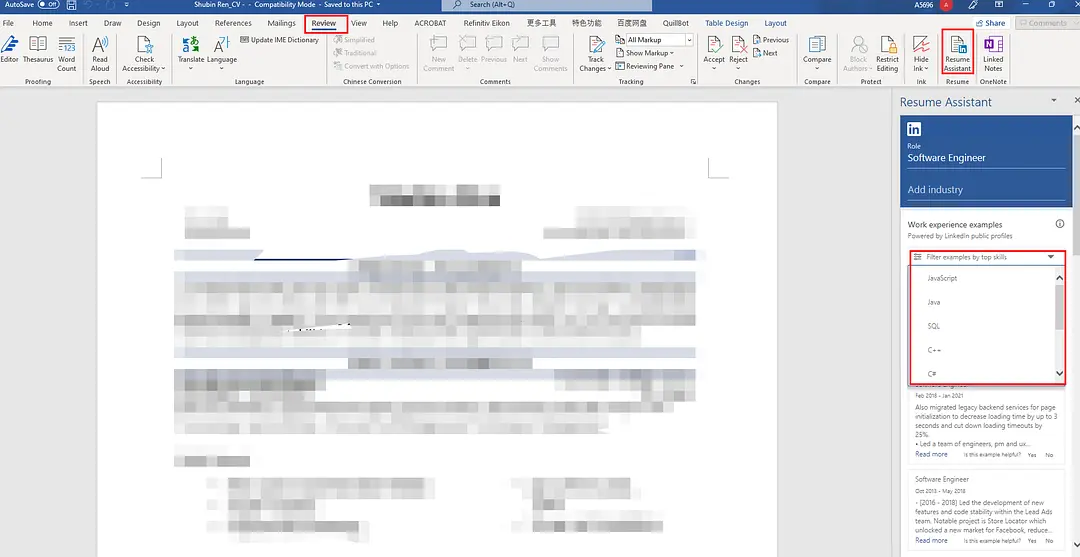 AutoSave Off Shubin Ren_CV - - Compatibility Mode - Saved to this PC Search (Alt+Q) A5696 A
Home Insert Draw Design Layout References Mailings Review View Help ACROBAT Refinitiv Eikon 更多工具 特色功能 百度网盘 QuillBot Table Design Layout Share Comments
Editor Thesaurus Word Count
Read Aloud
Check Accessibility
Translate Language
Update IME Dictionary
Simplified
Traditional
Convert with Options
New Comment Delete Previous Next Show Comments
Track Changes
All Markup
Show Markup
Reviewing Pane
Accept Reject
Previous
Next
Compare
Block Authors Restrict Editing
Hide Ink
Resume Assistant
Linked Notes
Proofing Speech Accessibility Language Chinese Conversion Comments Tracking Changes Compare Protect Ink Resume OneNote
Resume Assistant
in
Role
Software Engineer
Add industry
Work experience examples
Powered by LinkedIn public profiles
Filter examples by top skills
JavaScript
Java
SQL
C++
C#
Software Engineer
Feb 2016 - Jan 2021
Also migrated legacy backend services for page
initialization to decrease loading time by up to 3
seconds and cut down loading timeouts by
25%.
• Led a team of engineers, pm and ux...
Read more Is this example helpful? Yes No
Software Engineer
Oct 2013 - May 2018
- (2016 - 2018) Led the development of new
features and code stability within the Lead Ads
team. Notable project is Store Locator which
unlocked a new market for Facebook, reduce...
Read more Is this example helpful? Yes No